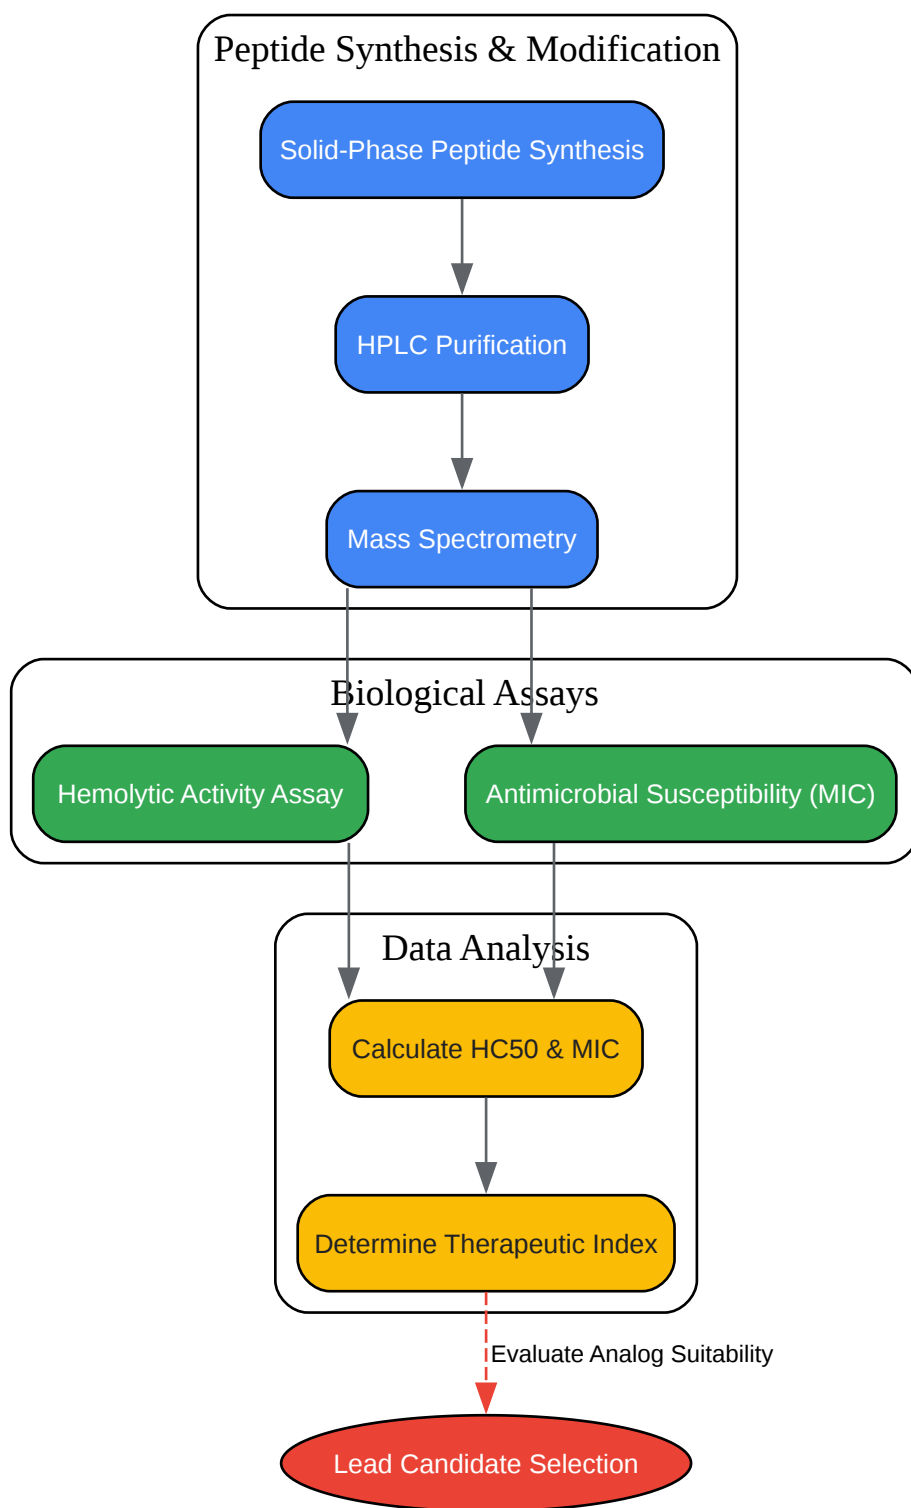 Peptide Synthesis & Modification
Solid-Phase Peptide Synthesis
HPLC Purification
Mass Spectrometry
Biological Assays
Hemolytic Activity Assay
Antimicrobial Susceptibility (MIC)
Data Analysis
Calculate HC50 & MIC
Determine Therapeutic Index
Evaluate Analog Suitability
Lead Candidate Selection